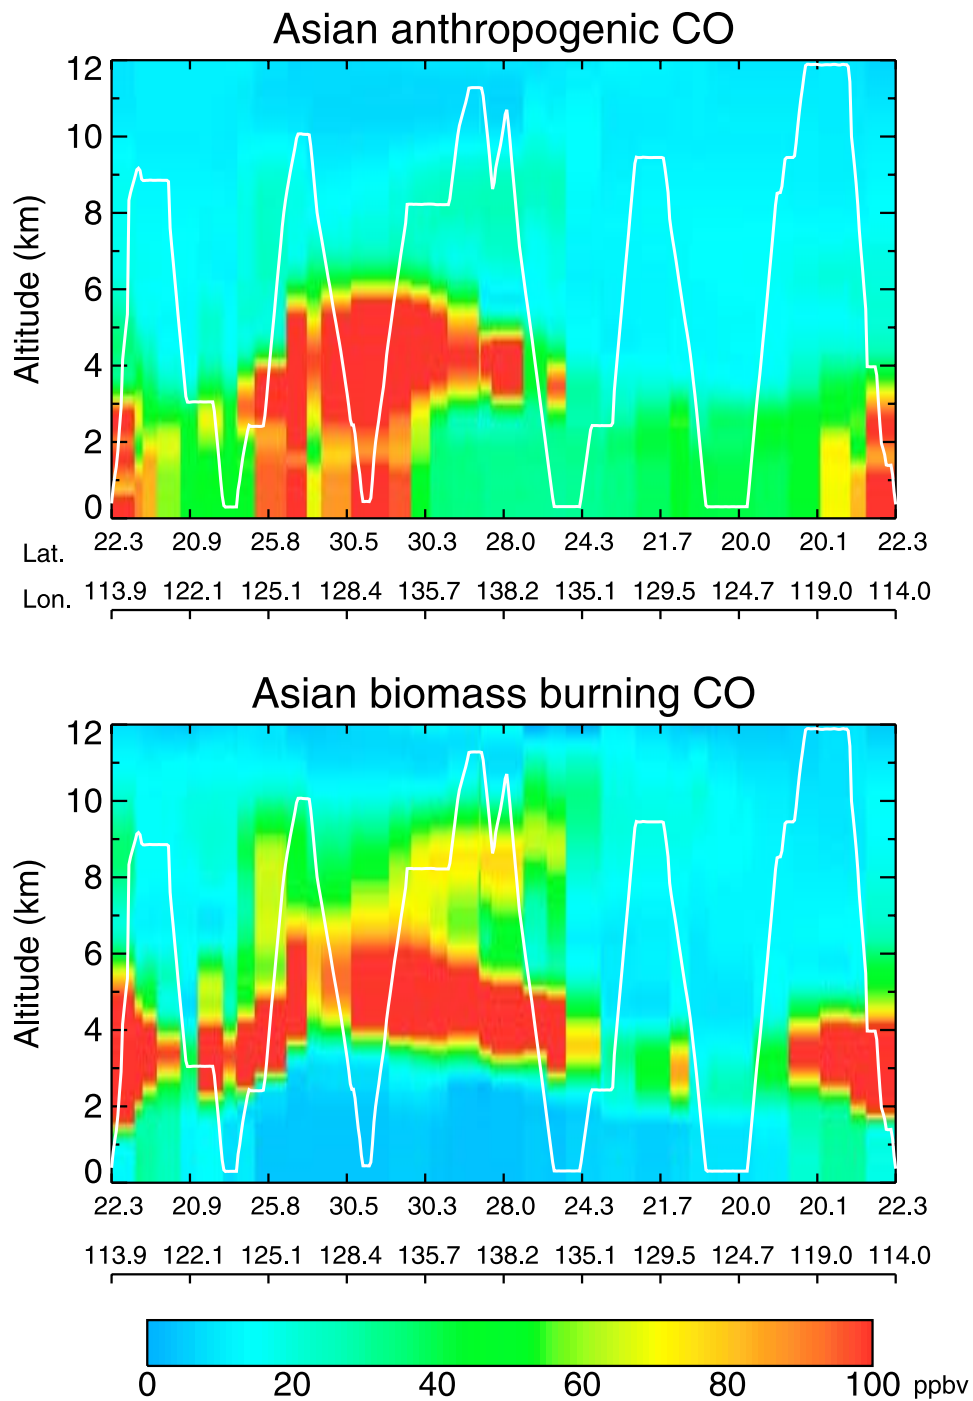 Asian anthropogenic CO
12
10
8
6
4
2
0
Altitude (km)
Lat. 22.3 20.9 25.8 30.5 30.3 28.0 24.3 21.7 20.0 20.1 22.3
Lon. 113.9 122.1 125.1 128.4 135.7 138.2 135.1 129.5 124.7 119.0 114.0
Asian biomass burning CO
12
10
8
6
4
2
0
Altitude (km)
22.3 20.9 25.8 30.5 30.3 28.0 24.3 21.7 20.0 20.1 22.3
113.9 122.1 125.1 128.4 135.7 138.2 135.1 129.5 124.7 119.0 114.0
0 20 40 60 80 100 ppbv